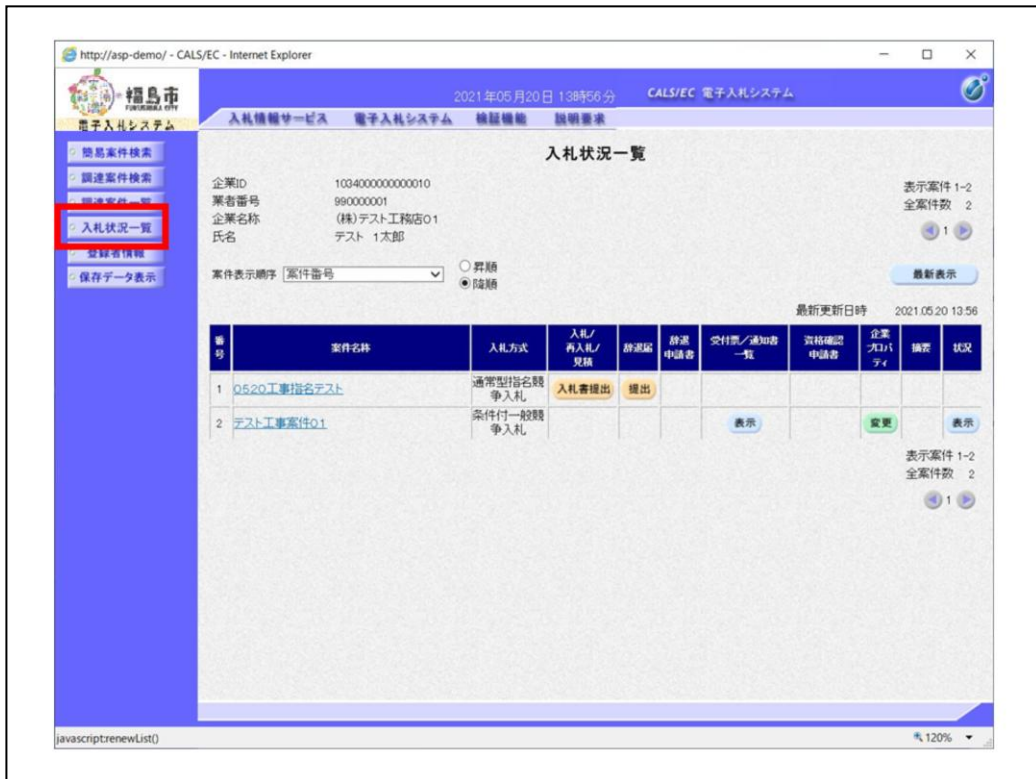 http://asp-demo/ - CALS/EC - Internet Explorer
福島市
FUKUSHIMA CITY
電子入札システム
2021年05月20日 13時56分
CALS/EC 電子入札システム
入札情報サービス 電子入札システム 検証機能 説明要求
簡易案件検索
調達案件検索
調達案件一覧
入札状況一覧
登録者情報
保存データ表示
入札状況一覧
企業ID 1034000000000010
業者番号 990000001
企業名称 (株)テスト工務店01
氏名 テスト 1太郎
表示案件 1-2
全案件数 2
1
案件表示順序 案件番号
昇順
降順
最新表示
最新更新日時 2021.05.20 13:56
番号 案件名称 入札方式 入札/再入札/見積 辞退届 辞退申請書 受付票/通知書一覧 資格確認申請書 企業プロパティ 摘要 状況
1 0520工事指名テスト 通常型指名競争入札 入札書提出 提出
2 テスト工事案件01 条件付一般競争入札 表示 変更 表示
表示案件 1-2
全案件数 2
1
javascript:renewList()
120%